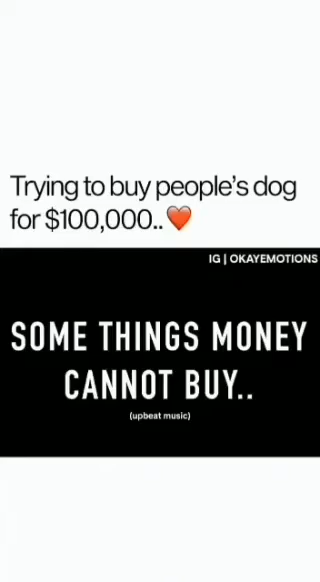 Trying to buy people's dog
for $100,000..❤️
IG | OKAYEMOTIONS
SOME THINGS MONEY
CANNOT BUY..
(upbeat music)